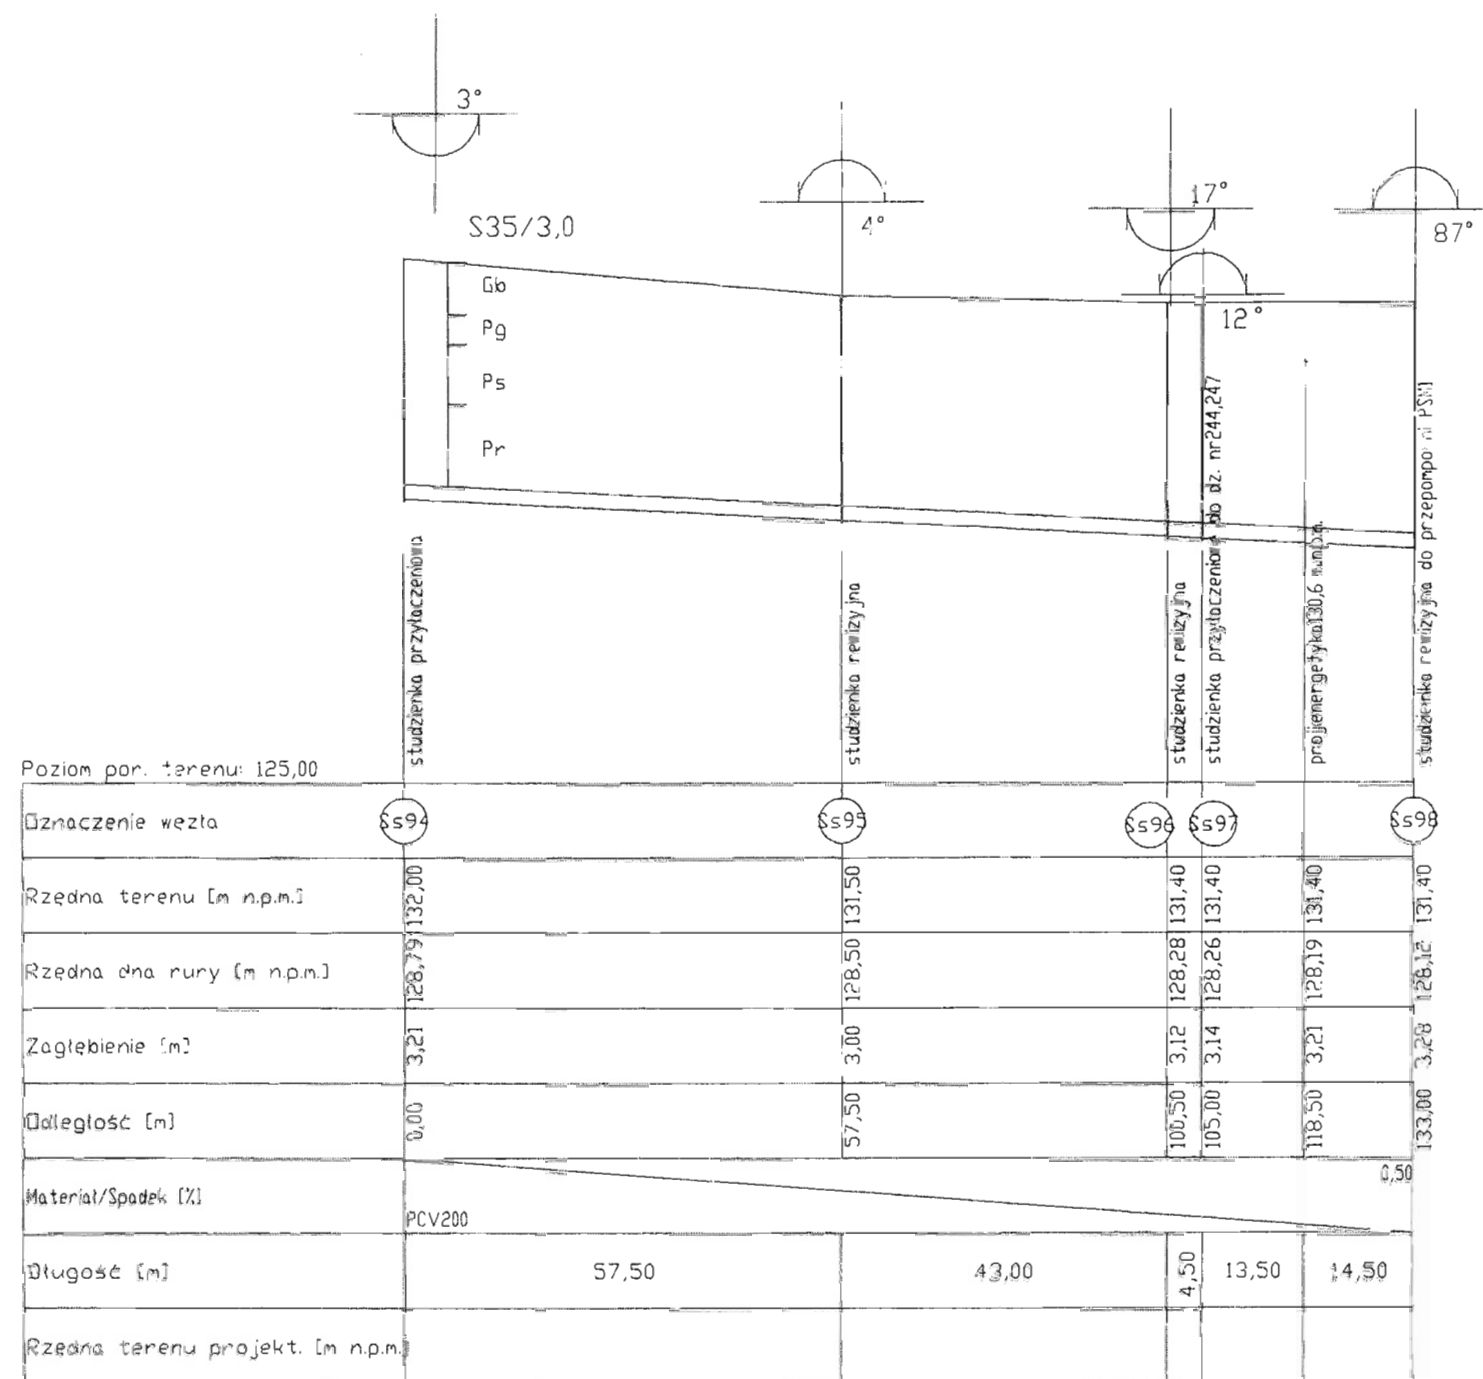 3°
4°
17°
87°
12°
S35/3,0
Gb
Pg
Ps
Pr
studzienka przyłączeniowa
studzienka rewizyjna
studzienka rewizyjna
studzienka przyłączeniowa do dz. nr244,247
130,6
studzienka rewizyjna do PSM1
Poziom por. terenu: 125,00
Oznaczenie węzła Ss94 Ss95 Ss96 Ss97 Ss98
Rzędna terenu [m n.p.m.] 132,00 131,50 131,40 131,40 131,40 131,40
Rzędna dna rury [m n.p.m.] 128,79 128,50 128,28 128,26 128,19 128,12
Zagłębienie [m] 3,21 3,00 3,12 3,14 3,21 3,28
Odległość [m] 0,00 57,50 100,50 105,00 118,50 133,00
Materiał/Spadek [%] PCV200 0,50
Długość [m] 57,50 43,00 4,50 13,50 14,50
Rzędna terenu projekt. [m n.p.m.]